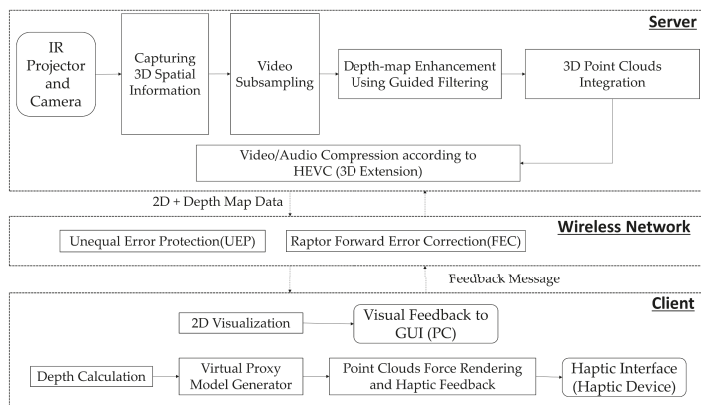 Server
IR
Projector
and
Camera
Capturing
3D Spatial
Information
Video
Subsampling
Depth-map Enhancement
Using Guided Filtering
3D Point Clouds
Integration
Video/Audio Compression according to
HEVC (3D Extension)
2D + Depth Map Data
Wireless Network
Unequal Error Protection(UEP)
Raptor Forward Error Correction(FEC)
Feedback Message
Client
2D Visualization
Visual Feedback to
GUI (PC)
Depth Calculation
Virtual Proxy
Model Generator
Point Clouds Force Rendering
and Haptic Feedback
Haptic Interface
(Haptic Device)